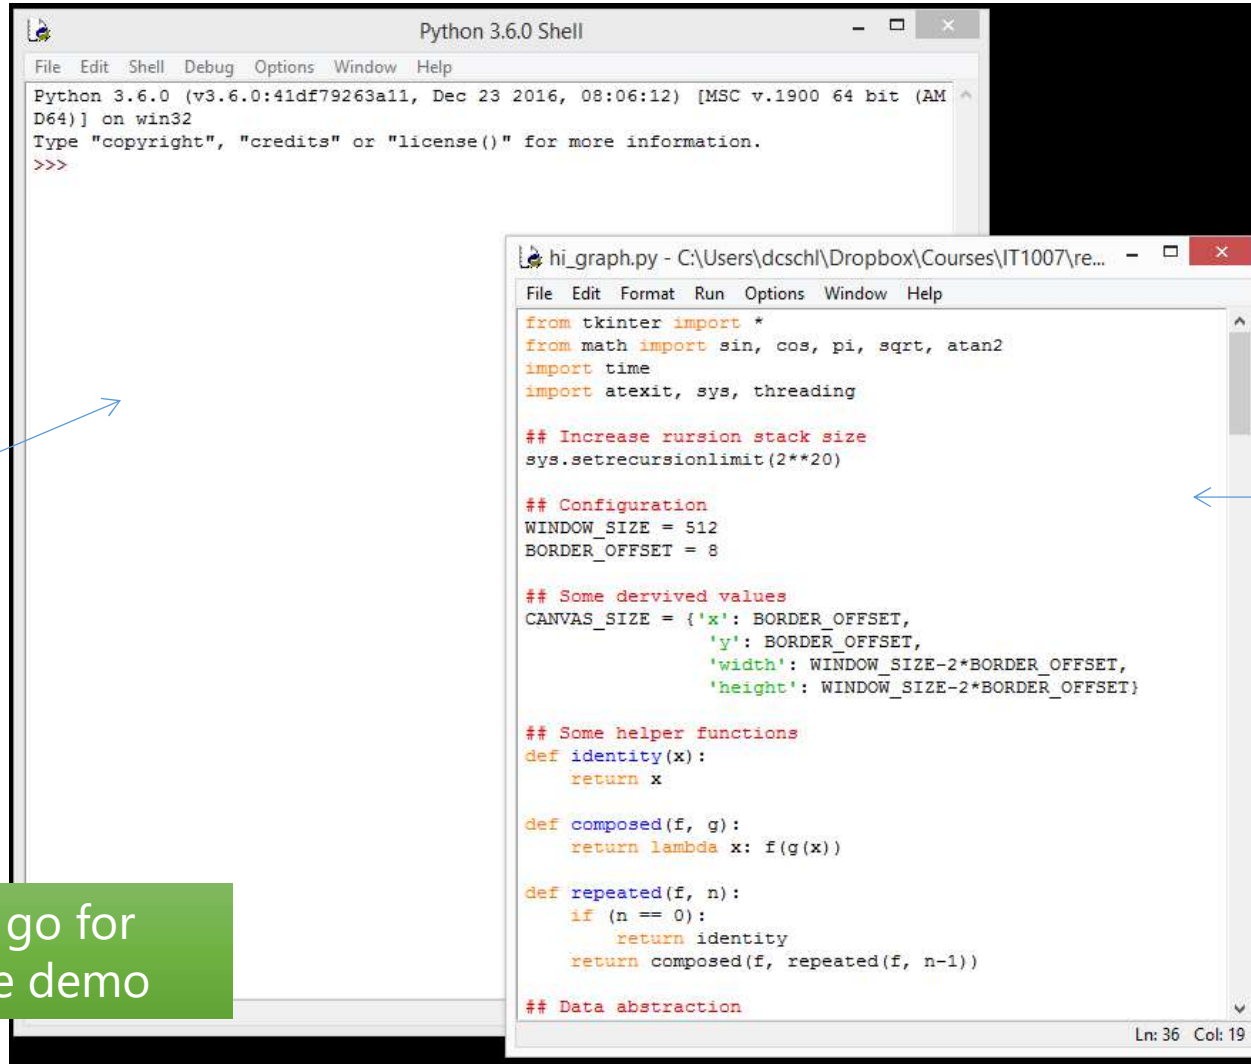 Python 3.6.0 Shell
File Edit Shell Debug Options Window Help
Python 3.6.0 (v3.6.0:41df79263a11, Dec 23 2016, 08:06:12) [MSC v.1900 64 bit (AM
D64)] on win32
Type "copyright", "credits" or "license()" for more information.
>>>
hi_graph.py - C:\Users\dcschl\Dropbox\Courses\IT1007\re...
File Edit Format Run Options Window Help
from tkinter import *
from math import sin, cos, pi, sqrt, atan2
import time
import atexit, sys, threading
## Increase rursion stack size
sys.setrecursionlimit(2**20)
## Configuration
WINDOW_SIZE = 512
BORDER_OFFSET = 8
## Some dervived values
CANVAS_SIZE = {'x': BORDER_OFFSET,
'y': BORDER_OFFSET,
'width': WINDOW_SIZE-2*BORDER_OFFSET,
'height': WINDOW_SIZE-2*BORDER_OFFSET}
## Some helper functions
def identity(x):
return x
def composed(f, g):
return lambda x: f(g(x))
def repeated(f, n):
if (n == 0):
return identity
return composed(f, repeated(f, n-1))
## Data abstraction
Ln: 36 Col: 19
go for
e demo